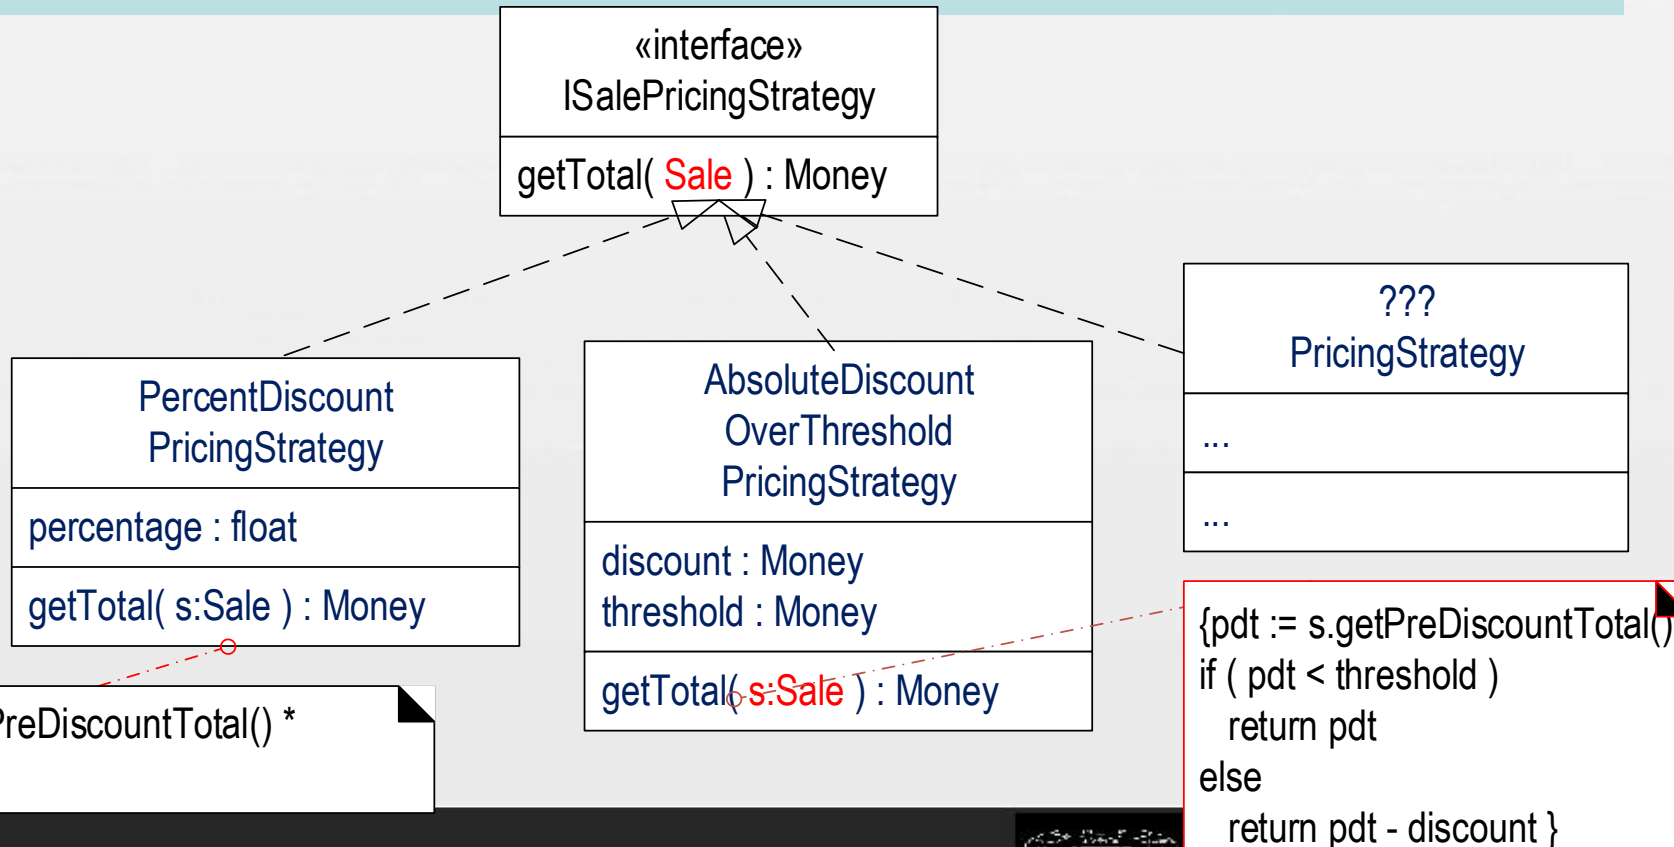 «interface»
ISalePricingStrategy
getTotal( Sale ) : Money
PercentDiscount
PricingStrategy
percentage : float
getTotal( s:Sale ) : Money
AbsoluteDiscount
OverThreshold
PricingStrategy
discount : Money
threshold : Money
getTotal( s:Sale ) : Money
???
PricingStrategy
...
...
PreDiscountTotal() *
{pdt := s.getPreDiscountTotal()
if ( pdt < threshold )
return pdt
else
return pdt - discount }